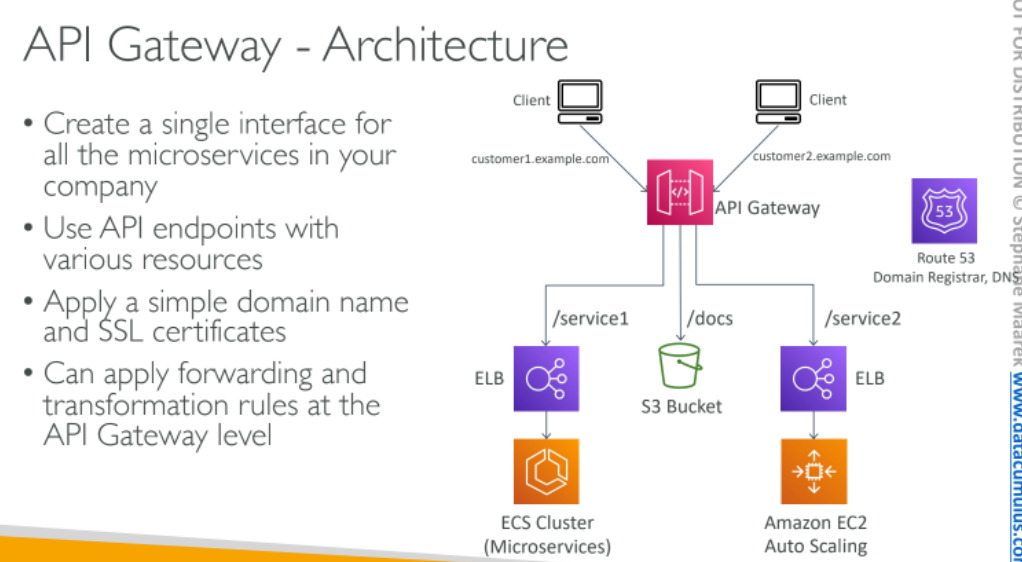 API Gateway - Architecture
• Create a single interface for
all the microservices in your
company
• Use API endpoints with
various resources
• Apply a simple domain name
and SSL certificates
• Can apply forwarding and
transformation rules at the
API Gateway level
Client
Client
customer1.example.com
customer2.example.com
</>
API Gateway
53
Route 53
Domain Registrar, DNS
/service1
/docs
/service2
ELB
S3 Bucket
ELB
ECS Cluster
(Microservices)
Amazon EC2
Auto Scaling
FOR DISTRIBUTION © Stephane Maarek www.datacumulus.com